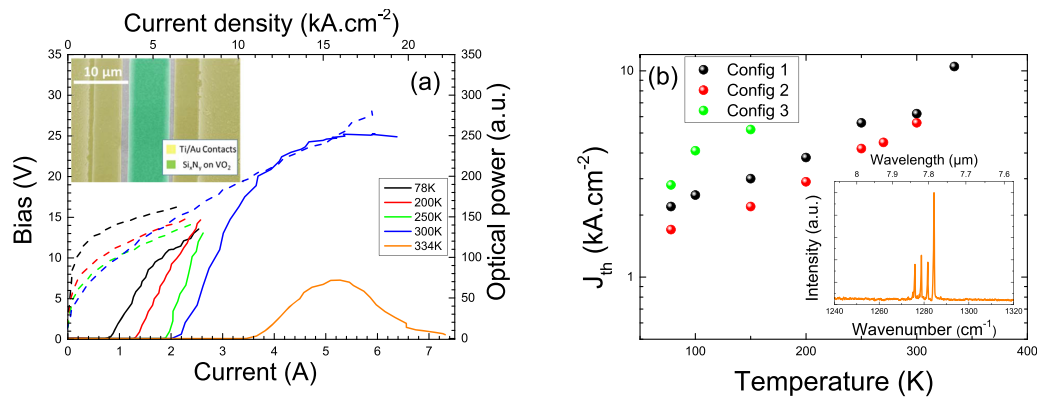 Current density (kA.cm⁻²)
0 5 10 15 20
35 350
30 300
25 250
20 200
15 150
10 100
5 50
0 0
0 1 2 3 4 5 6 7
Bias (V)
Optical power (a.u.)
Current (A)
(a)
10 µm
Ti/Au Contacts
SiₓNᵧ on VO₂
78K
200K
250K
300K
334K
(b)
Config 1
Config 2
Config 3
10
1
J_th (kA.cm⁻²)
100 200 300 400
Temperature (K)
Wavelength (µm)
8 7.9 7.8 7.7 7.6
Intensity (a.u.)
1240 1260 1280 1300 1320
Wavenumber (cm⁻¹)